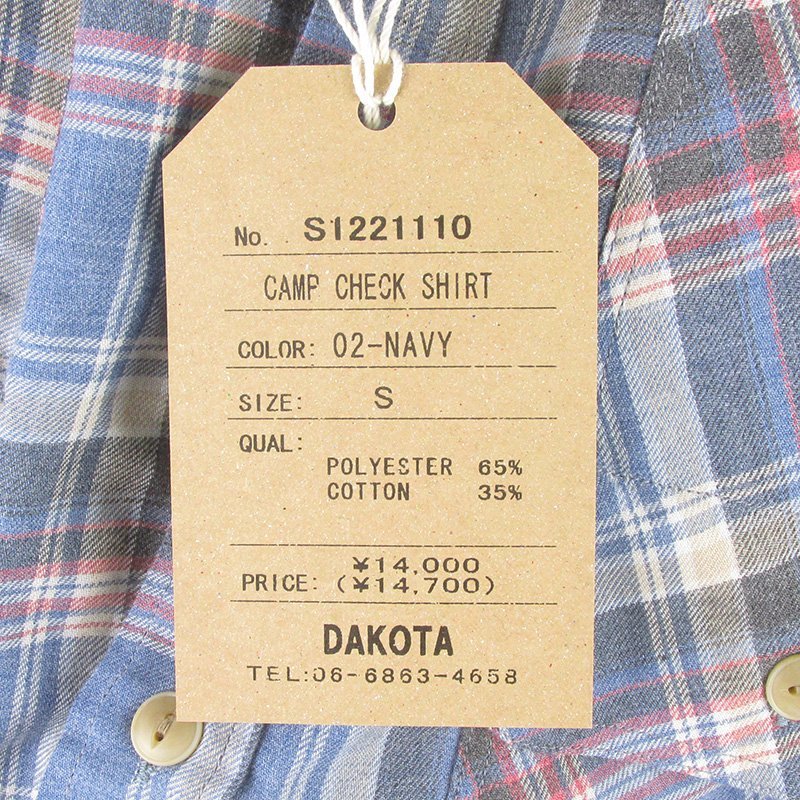 No. S1221110
CAMP CHECK SHIRT
COLOR: 02-NAVY
SIZE: S
QUAL:
POLYESTER 65%
COTTON 35%
¥14,000
PRICE: (¥14,700)
DAKOTA
TEL:06-6863-4658